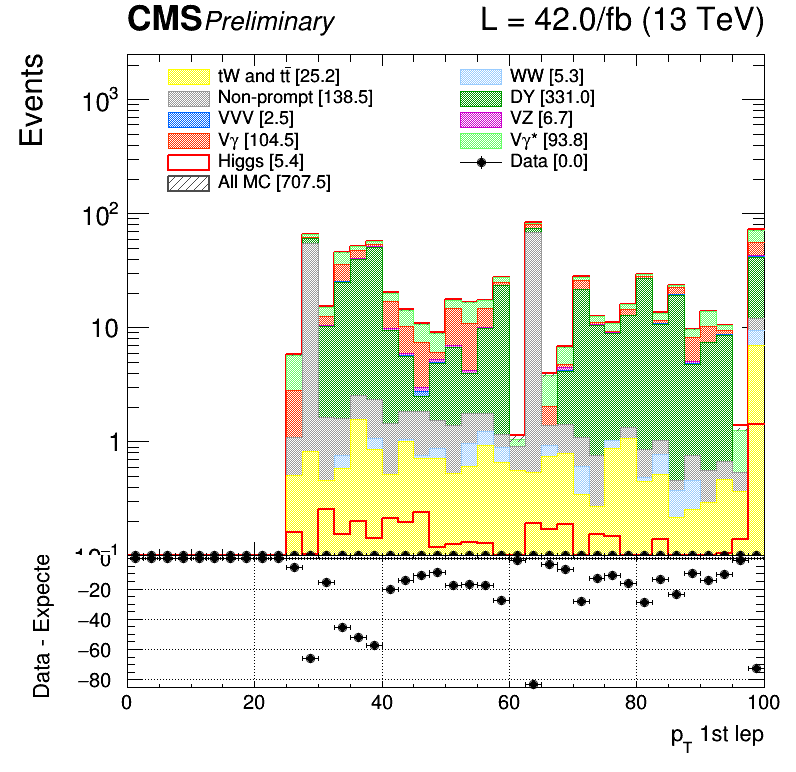 CMS Preliminary L = 42.0/fb (13 TeV)
Events
tW and tt̄ [25.2] WW [5.3]
Non-prompt [138.5] DY [331.0]
VVV [2.5] VZ [6.7]
Vγ [104.5] Vγ* [93.8]
Higgs [5.4] Data [0.0]
All MC [707.5]
10³
10²
10
1
Data - Expecte
0
−20
−40
−60
−80
0 20 40 60 80 100
p_T 1st lep